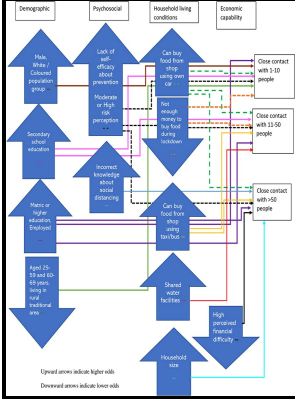 Demographic
Psychosocial
Household living
conditions
Economic
capability
Male,
White /
Coloured
population
group
Lack of
self-
efficacy
about
prevention
Moderate
or High
risk
perception
Can buy
food from
shop
using own
car
Close contact
with 1-10
people
Not
enough
money to
buy food
during
lockdown
Close contact
with 11-50
people
Secondary
school
education
Incorrect
knowledge
about
social
distancing
Matric or
higher
education,
Employed
Can buy
food from
shop
using
taxi/bus
Close contact
with >50
people
Aged 25-
59 and 60-
69 years,
living in
rural
traditional
area
Shared
water
facilities
High
perceived
financial
difficulty
Household
size
Upward arrows indicate higher odds
Downward arrows indicate lower odds